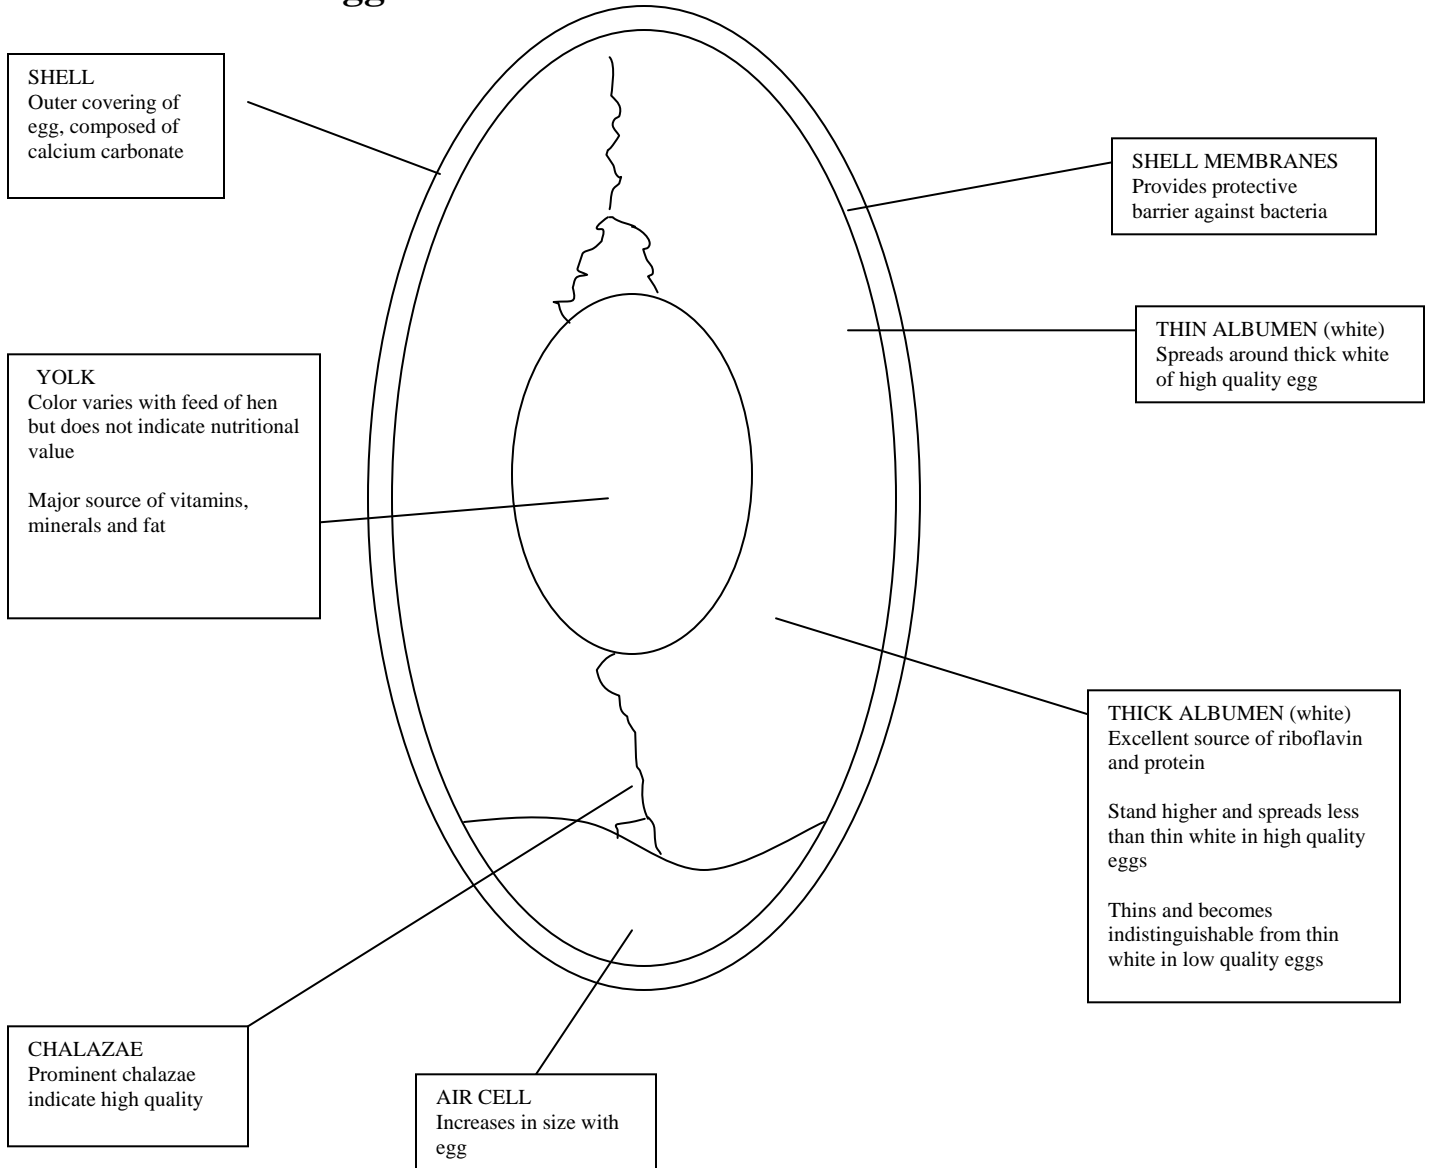 SHELL
Outer covering of
egg, composed of
calcium carbonate
SHELL MEMBRANES
Provides protective
barrier against bacteria
THIN ALBUMEN (white)
Spreads around thick white
of high quality egg
YOLK
Color varies with feed of hen
but does not indicate nutritional
value
Major source of vitamins,
minerals and fat
THICK ALBUMEN (white)
Excellent source of riboflavin
and protein
Stand higher and spreads less
than thin white in high quality
eggs
Thins and becomes
indistinguishable from thin
white in low quality eggs
CHALAZAE
Prominent chalazae
indicate high quality
AIR CELL
Increases in size with
egg